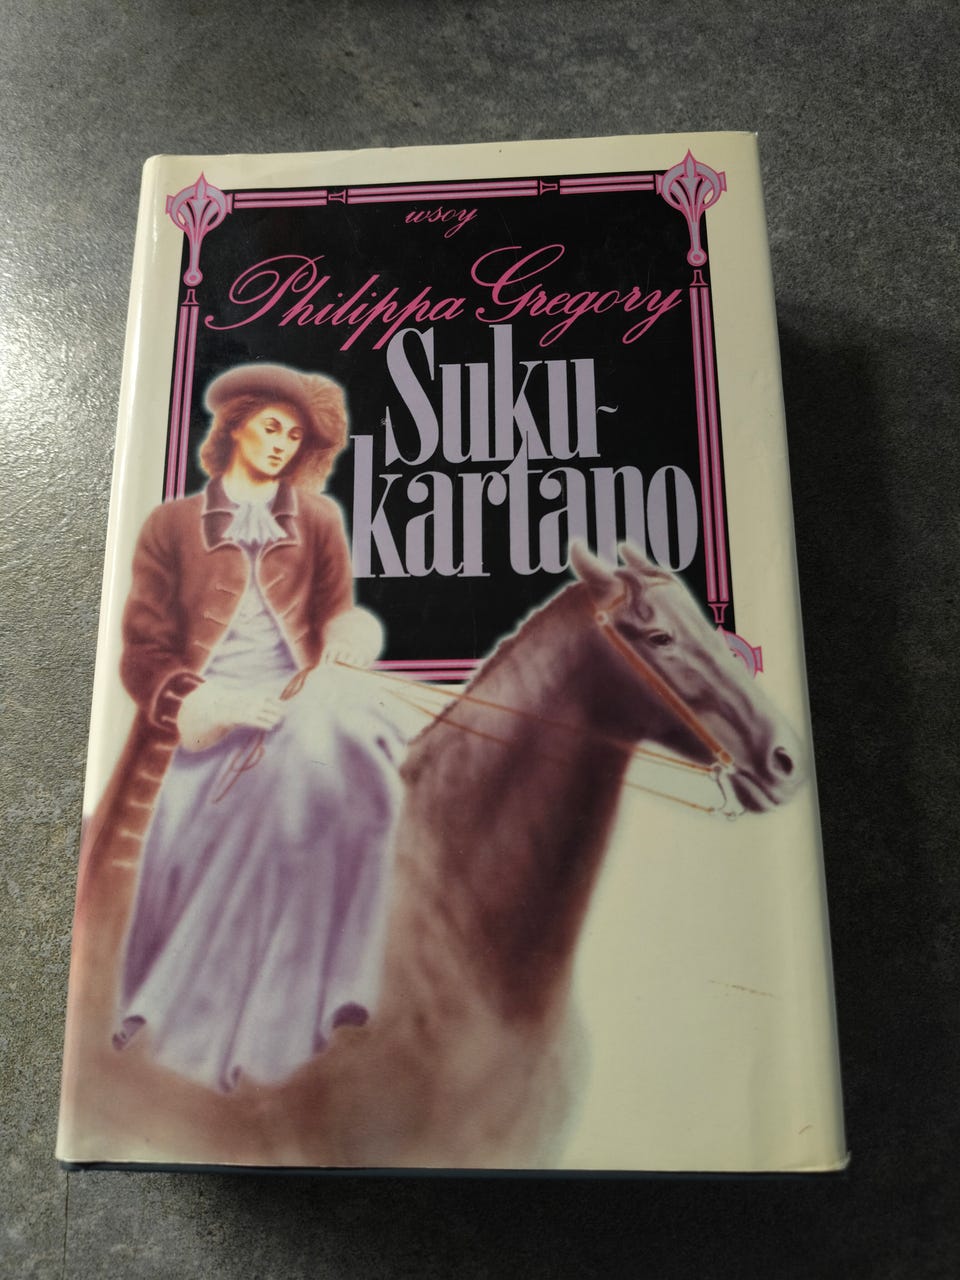 wsoy
Philippa Gregory
Suku-
kartano